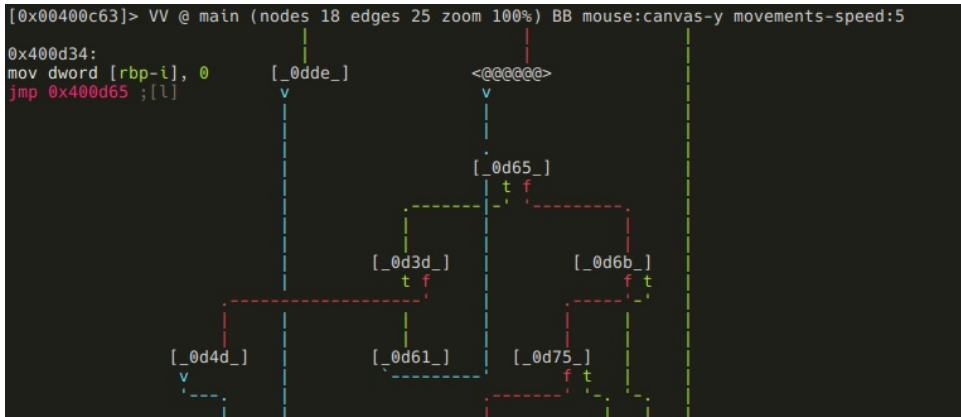 [0x00400c63]> VV @ main (nodes 18 edges 25 zoom 100%) BB mouse:canvas-y movements-speed:5
0x400d34:
mov dword [rbp-i], 0
jmp 0x400d65 ;[l]
[_0dde_]
<@@@@@@>
v
v
[_0d65_]
t f
[_0d3d_]
[_0d6b_]
t f
f t
[_0d4d_]
[_0d61_]
[_0d75_]
v
f t